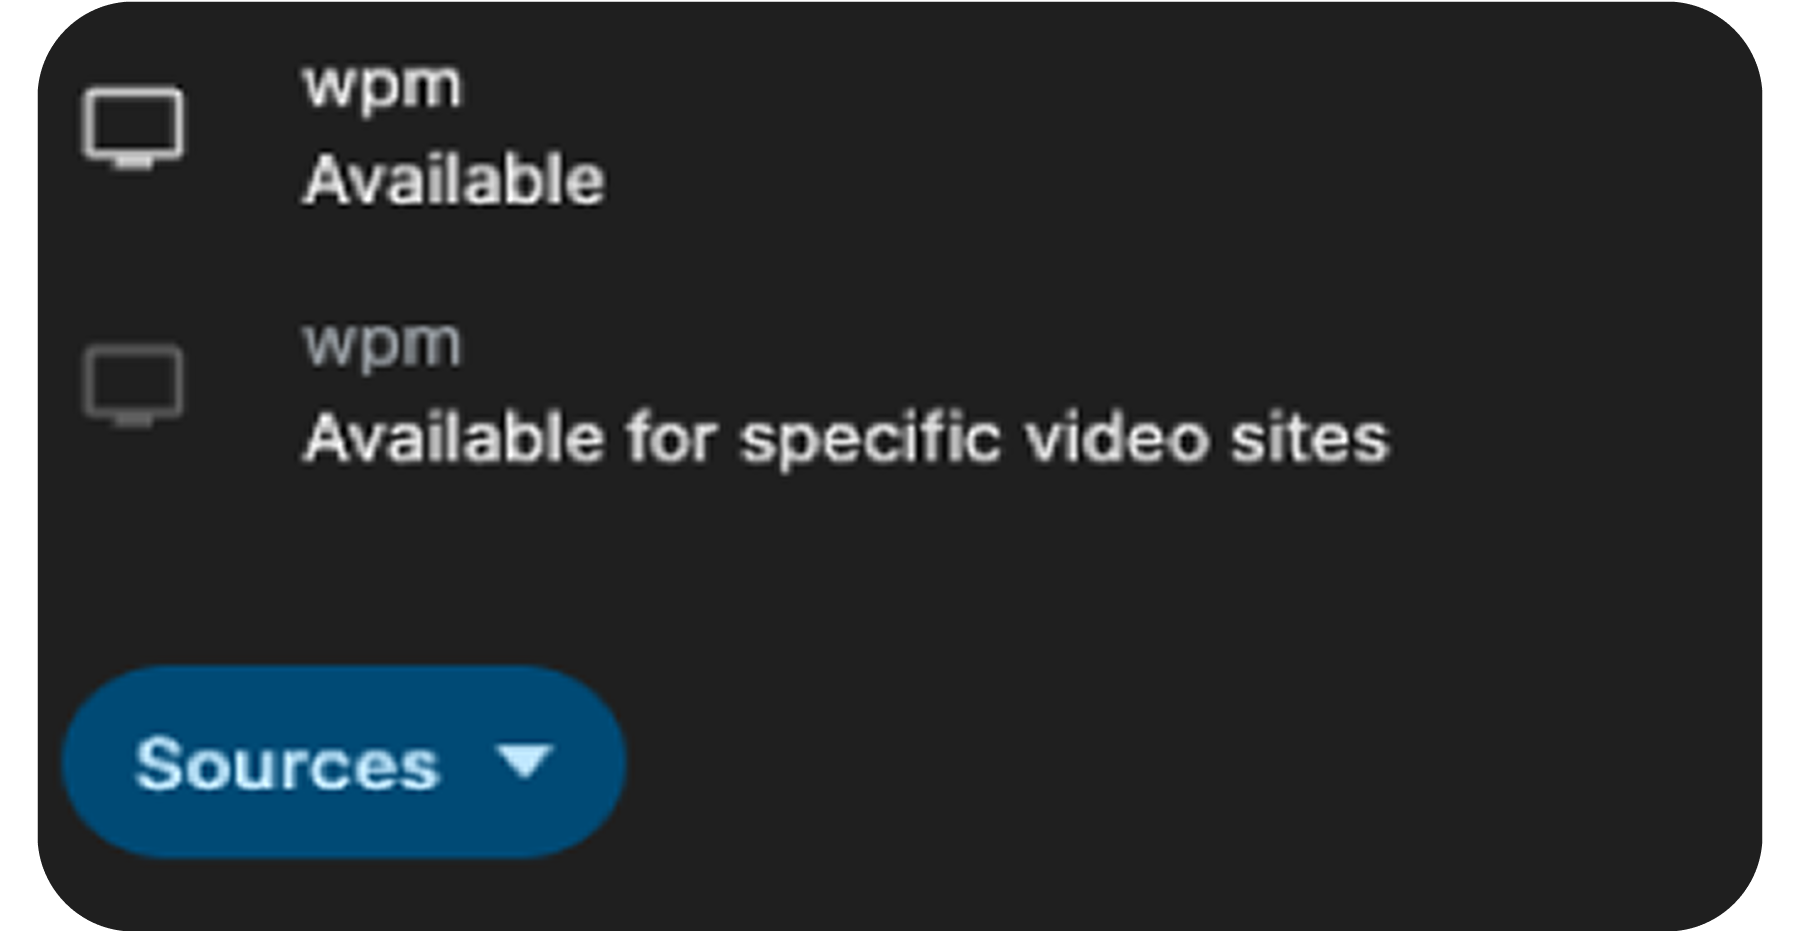 wpm
Available
wpm
Available for specific video sites
Sources